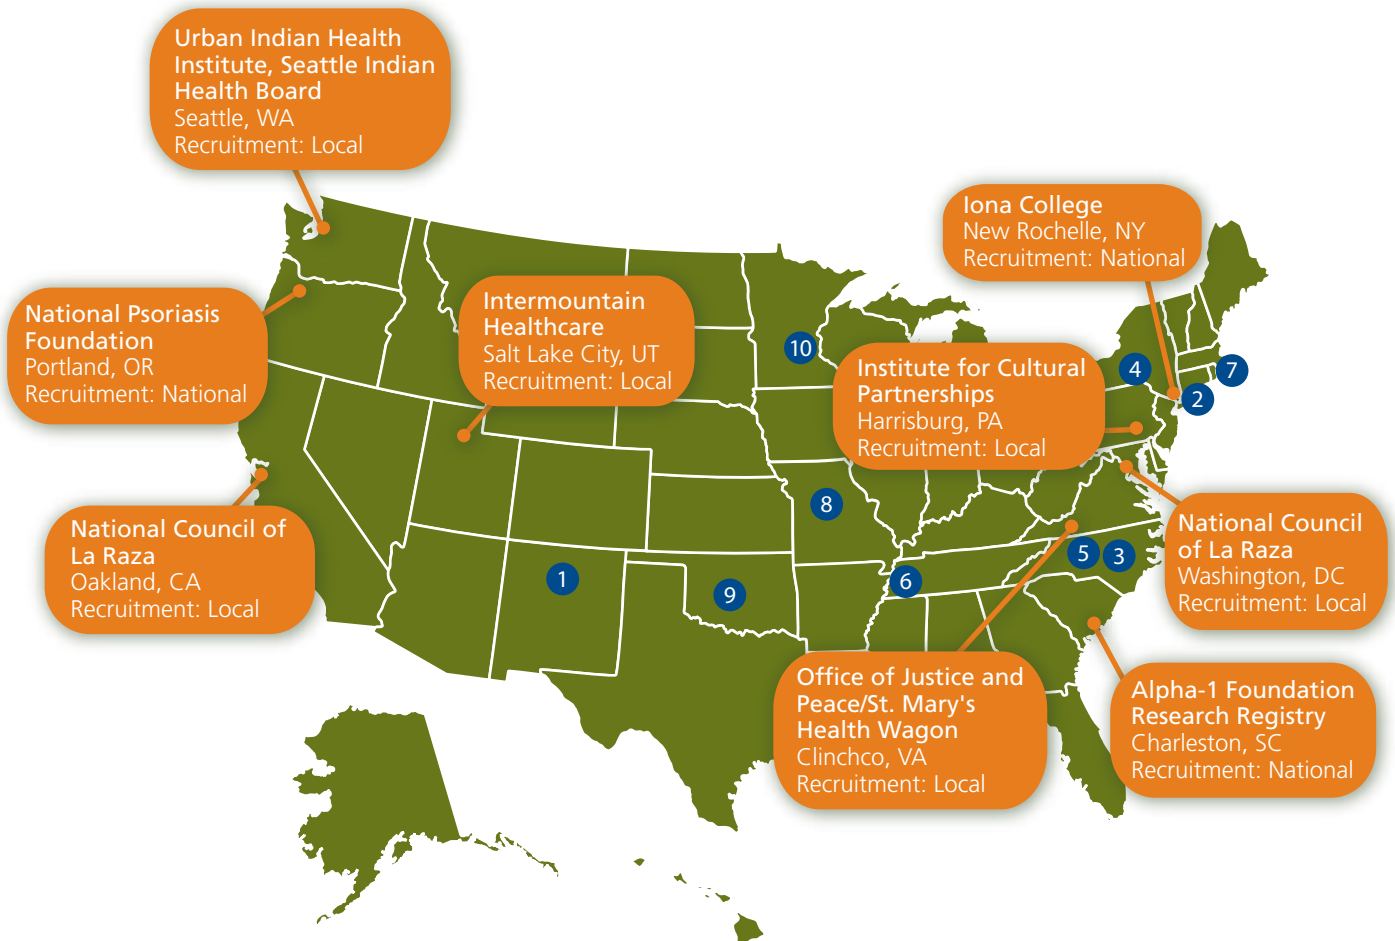 Urban Indian Health
Institute, Seattle Indian
Health Board
Seattle, WA
Recruitment: Local
Iona College
New Rochelle, NY
Recruitment: National
National Psoriasis
Foundation
Portland, OR
Recruitment: National
Intermountain
Healthcare
Salt Lake City, UT
Recruitment: Local
10
Institute for Cultural
Partnerships
Harrisburg, PA
Recruitment: Local
4
7
2
National Council of
La Raza
Oakland, CA
Recruitment: Local
8
National Council
of La Raza
Washington, DC
Recruitment: Local
1
9
6
5
3
Office of Justice and
Peace/St. Mary's
Health Wagon
Clinchco, VA
Recruitment: Local
Alpha-1 Foundation
Research Registry
Charleston, SC
Recruitment: National